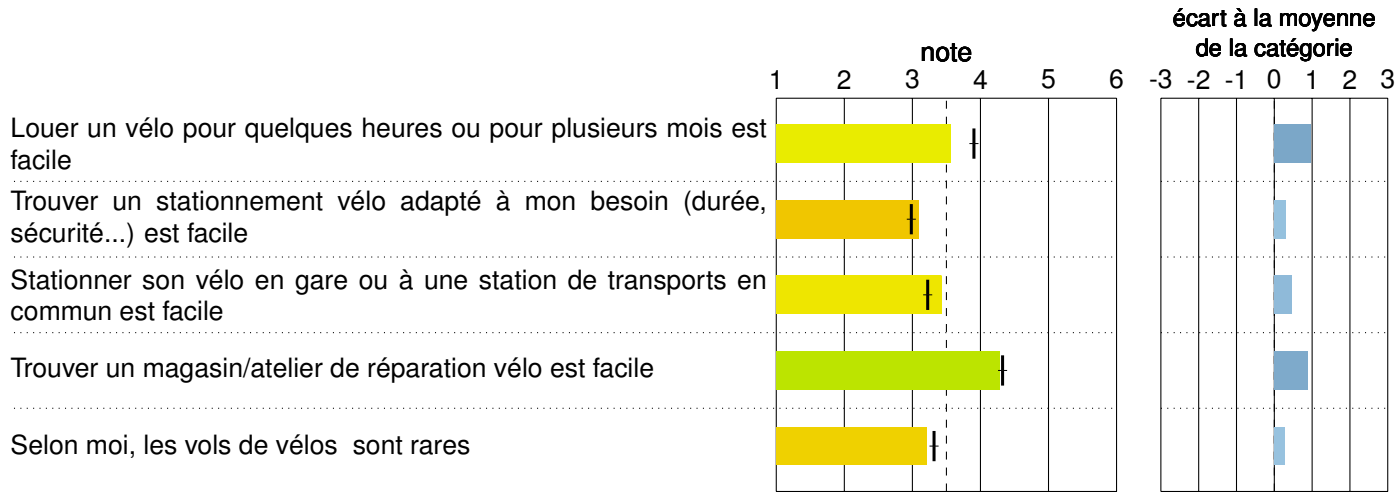 écart à la moyenne
note de la catégorie
1 2 3 4 5 6 -3 -2 -1 0 1 2 3
Louer un vélo pour quelques heures ou pour plusieurs mois est
facile
Trouver un stationnement vélo adapté à mon besoin (durée,
sécurité...) est facile
Stationner son vélo en gare ou à une station de transports en
commun est facile
Trouver un magasin/atelier de réparation vélo est facile
Selon moi, les vols de vélos  sont rares